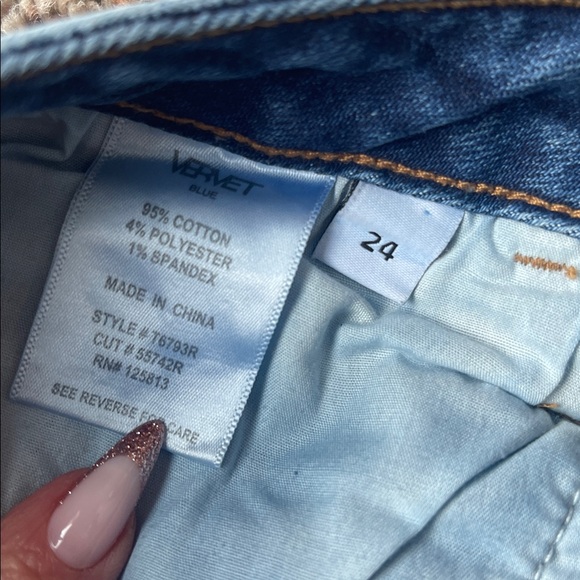 VERVET
BLUE
95% COTTON
4% POLYESTER
1% SPANDEX
MADE IN CHINA
STYLE # T6793R
CUT # 55742R
RN# 125813
SEE REVERSE FOR CARE
24